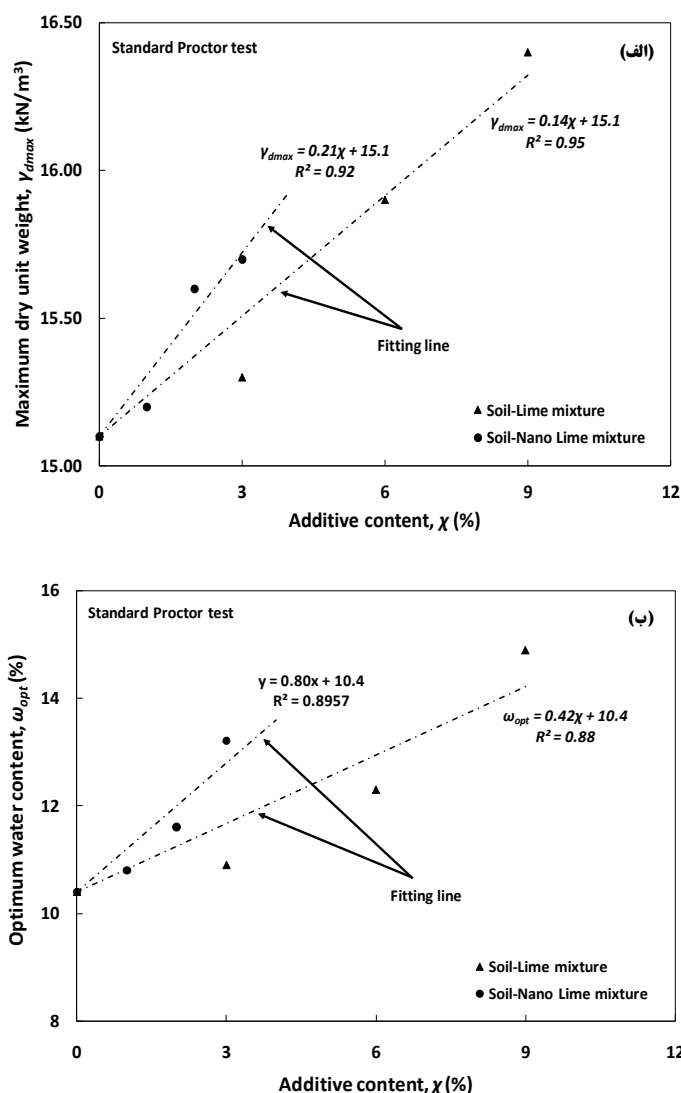 Standard Proctor test
(الف)
16.50
16.00
15.50
15.00
Maximum dry unit weight, γdmax (kN/m³)
γdmax = 0.21χ + 15.1
R² = 0.92
γdmax = 0.14χ + 15.1
R² = 0.95
Fitting line
Soil-Lime mixture
Soil-Nano Lime mixture
0 3 6 9 12
Additive content, χ (%)
Standard Proctor test
(ب)
16
14
12
10
8
Optimum water content, ωopt (%)
y = 0.80x + 10.4
R² = 0.8957
ωopt = 0.42χ + 10.4
R² = 0.88
Fitting line
Soil-Lime mixture
Soil-Nano Lime mixture
0 3 6 9 12
Additive content, χ (%)